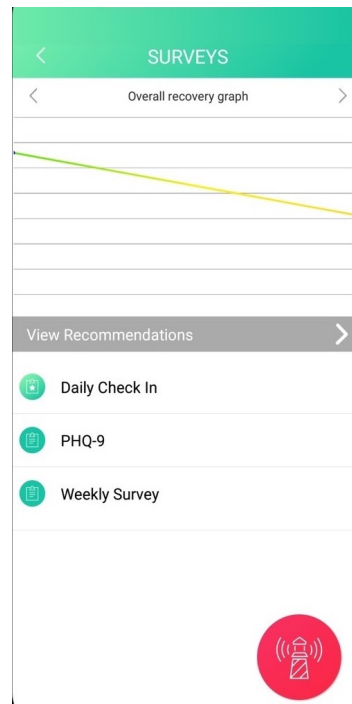 SURVEYS
Overall recovery graph
View Recommendations
Daily Check In
PHQ-9
Weekly Survey